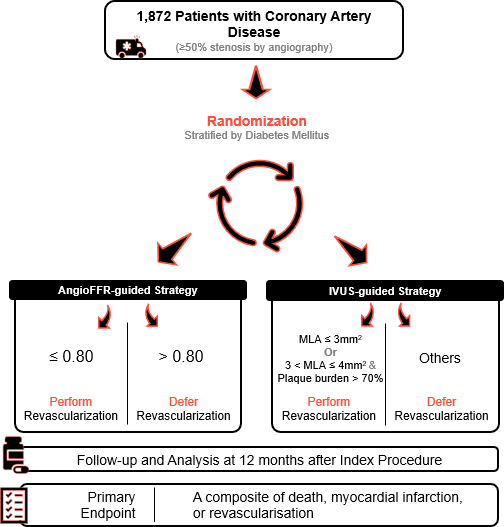 1,872 Patients with Coronary Artery
Disease
(≥50% stenosis by angiography)
Randomization
Stratified by Diabetes Mellitus
AngioFFR-guided Strategy
≤ 0.80
> 0.80
Perform
Revascularization
Defer
Revascularization
IVUS-guided Strategy
MLA ≤ 3mm²
Or
3 < MLA ≤ 4mm² &
Plaque burden > 70%
Others
Perform
Revascularization
Defer
Revascularization
Follow-up and Analysis at 12 months after Index Procedure
Primary
Endpoint
A composite of death, myocardial infarction,
or revascularisation